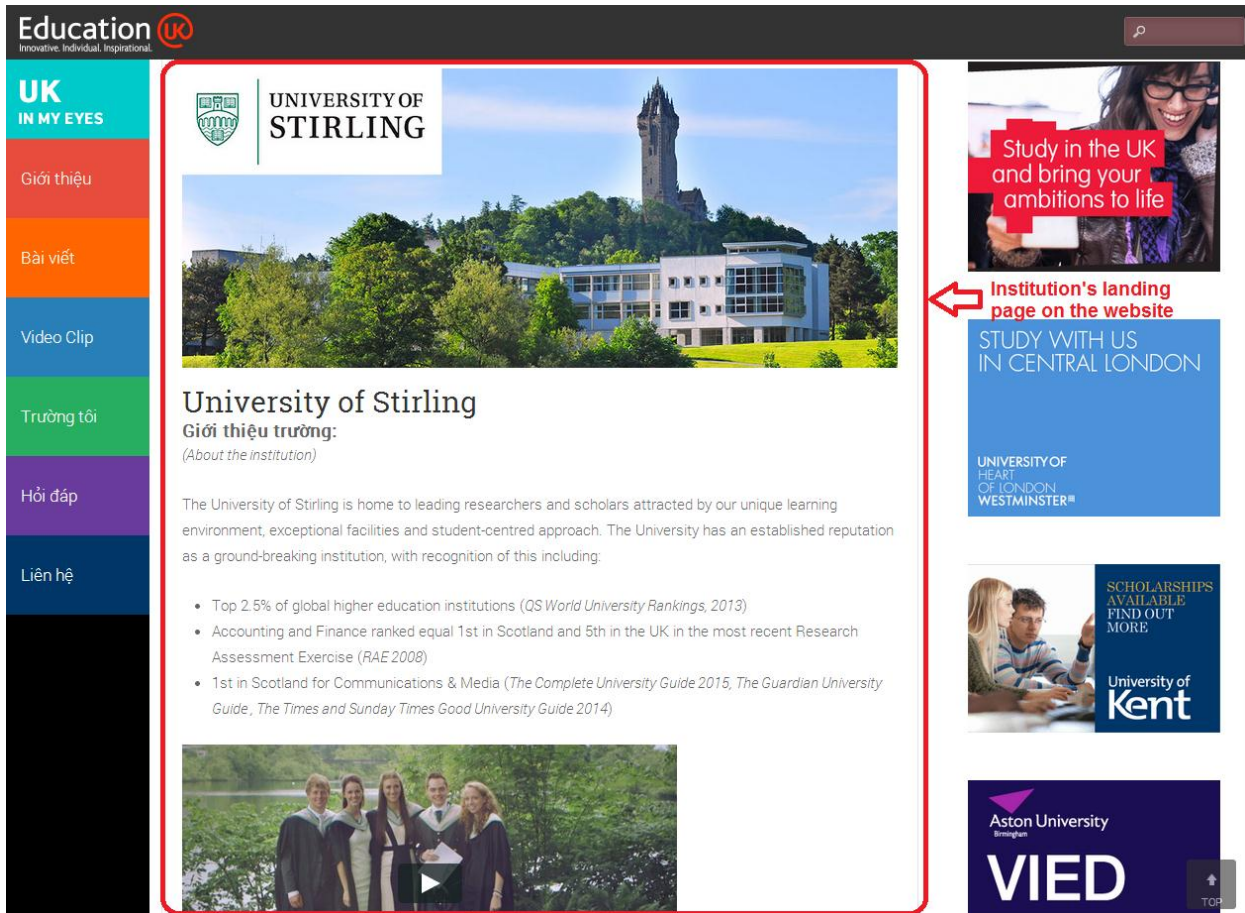 Education UK
Innovative. Individual. Inspirational.
UK
IN MY EYES
Giới thiệu
Bài viết
Video Clip
Trường tôi
Hỏi đáp
Liên hệ
UNIVERSITY OF
STIRLING
University of Stirling
Giới thiệu trường:
(About the institution)
The University of Stirling is home to leading researchers and scholars attracted by our unique learning
environment, exceptional facilities and student-centred approach. The University has an established reputation
as a ground-breaking institution, with recognition of this including:
• Top 2.5% of global higher education institutions (QS World University Rankings, 2013)
• Accounting and Finance ranked equal 1st in Scotland and 5th in the UK in the most recent Research
Assessment Exercise (RAE 2008)
• 1st in Scotland for Communications & Media (The Complete University Guide 2015, The Guardian University
Guide , The Times and Sunday Times Good University Guide 2014)
Study in the UK
and bring your
ambitions to life
Institution's landing
page on the website
STUDY WITH US
IN CENTRAL LONDON
UNIVERSITY OF
HEART
OF LONDON
WESTMINSTER
SCHOLARSHIPS
AVAILABLE
FIND OUT
MORE
University of
Kent
Aston University
Birmingham
VIED
TOP